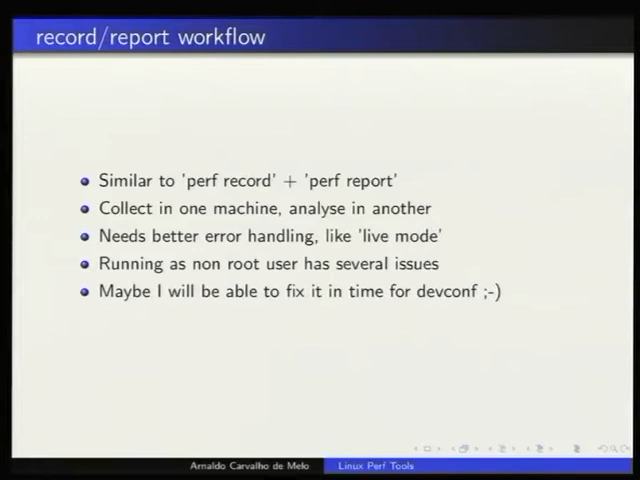 record/report workflow
Similar to 'perf record' + 'perf report'
Collect in one machine, analyse in another
Needs better error handling, like 'live mode'
Running as non root user has several issues
Maybe I will be able to fix it in time for devconf ;-)
Arnaldo Carvalho de Melo Linux Perf Tools